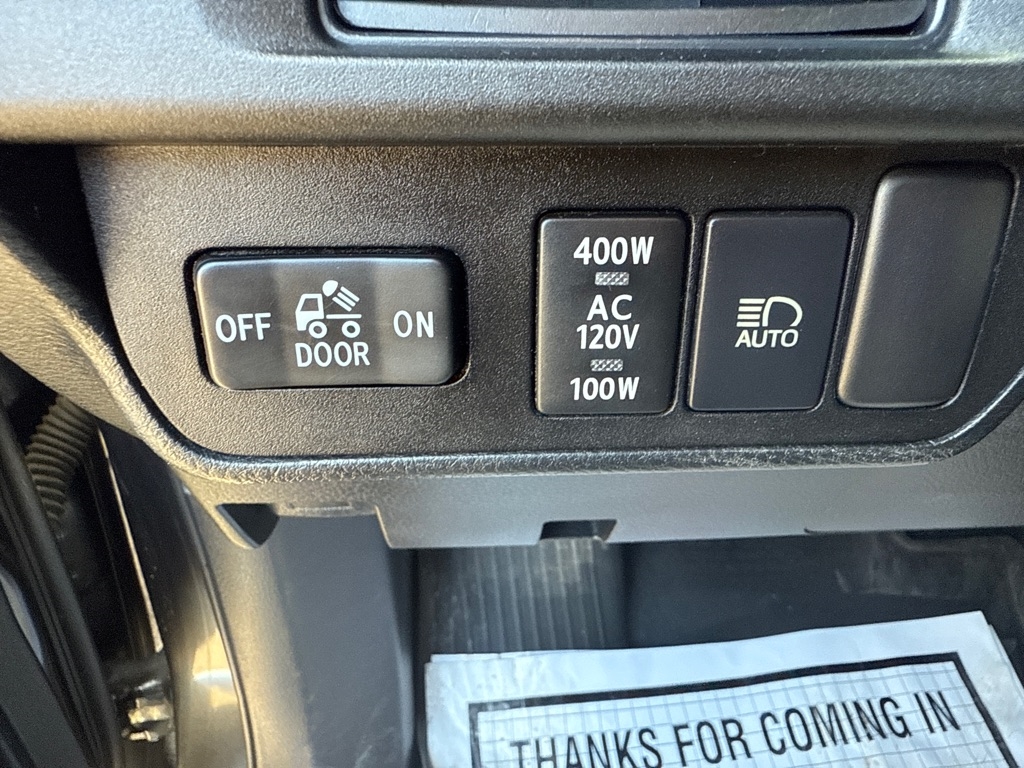 OFF
DOOR
ON
400W
AC
120V
100W
AUTO
THANKS FOR COMING IN